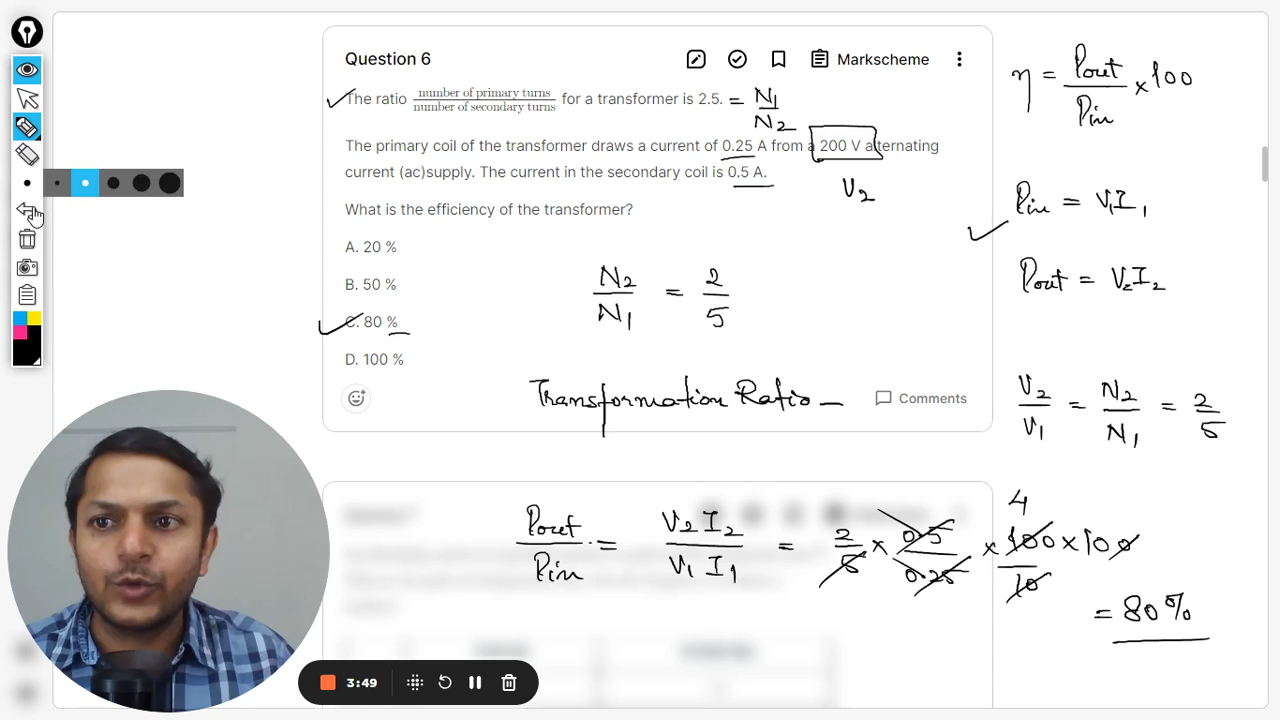 Question 6
Markscheme
The ratio number of primary turns / number of secondary turns for a transformer is 2.5. = N1/N2
The primary coil of the transformer draws a current of 0.25 A from a 200 V alternating
current (ac)supply. The current in the secondary coil is 0.5 A.
V2
What is the efficiency of the transformer?
A. 20 %
B. 50 %
C. 80 %
D. 100 %
N2/N1 = 2/5
Transformation Ratio
Comments
η = Pout/Pin × 100
Pin = V1I1
Pout = V2I2
V2/V1 = N2/N1 = 2/5
Pout/Pin = V2 I2 / V1 I1 = 2/5 × 0.5/0.25 × 100/10 × 100
4
= 80%
3:49